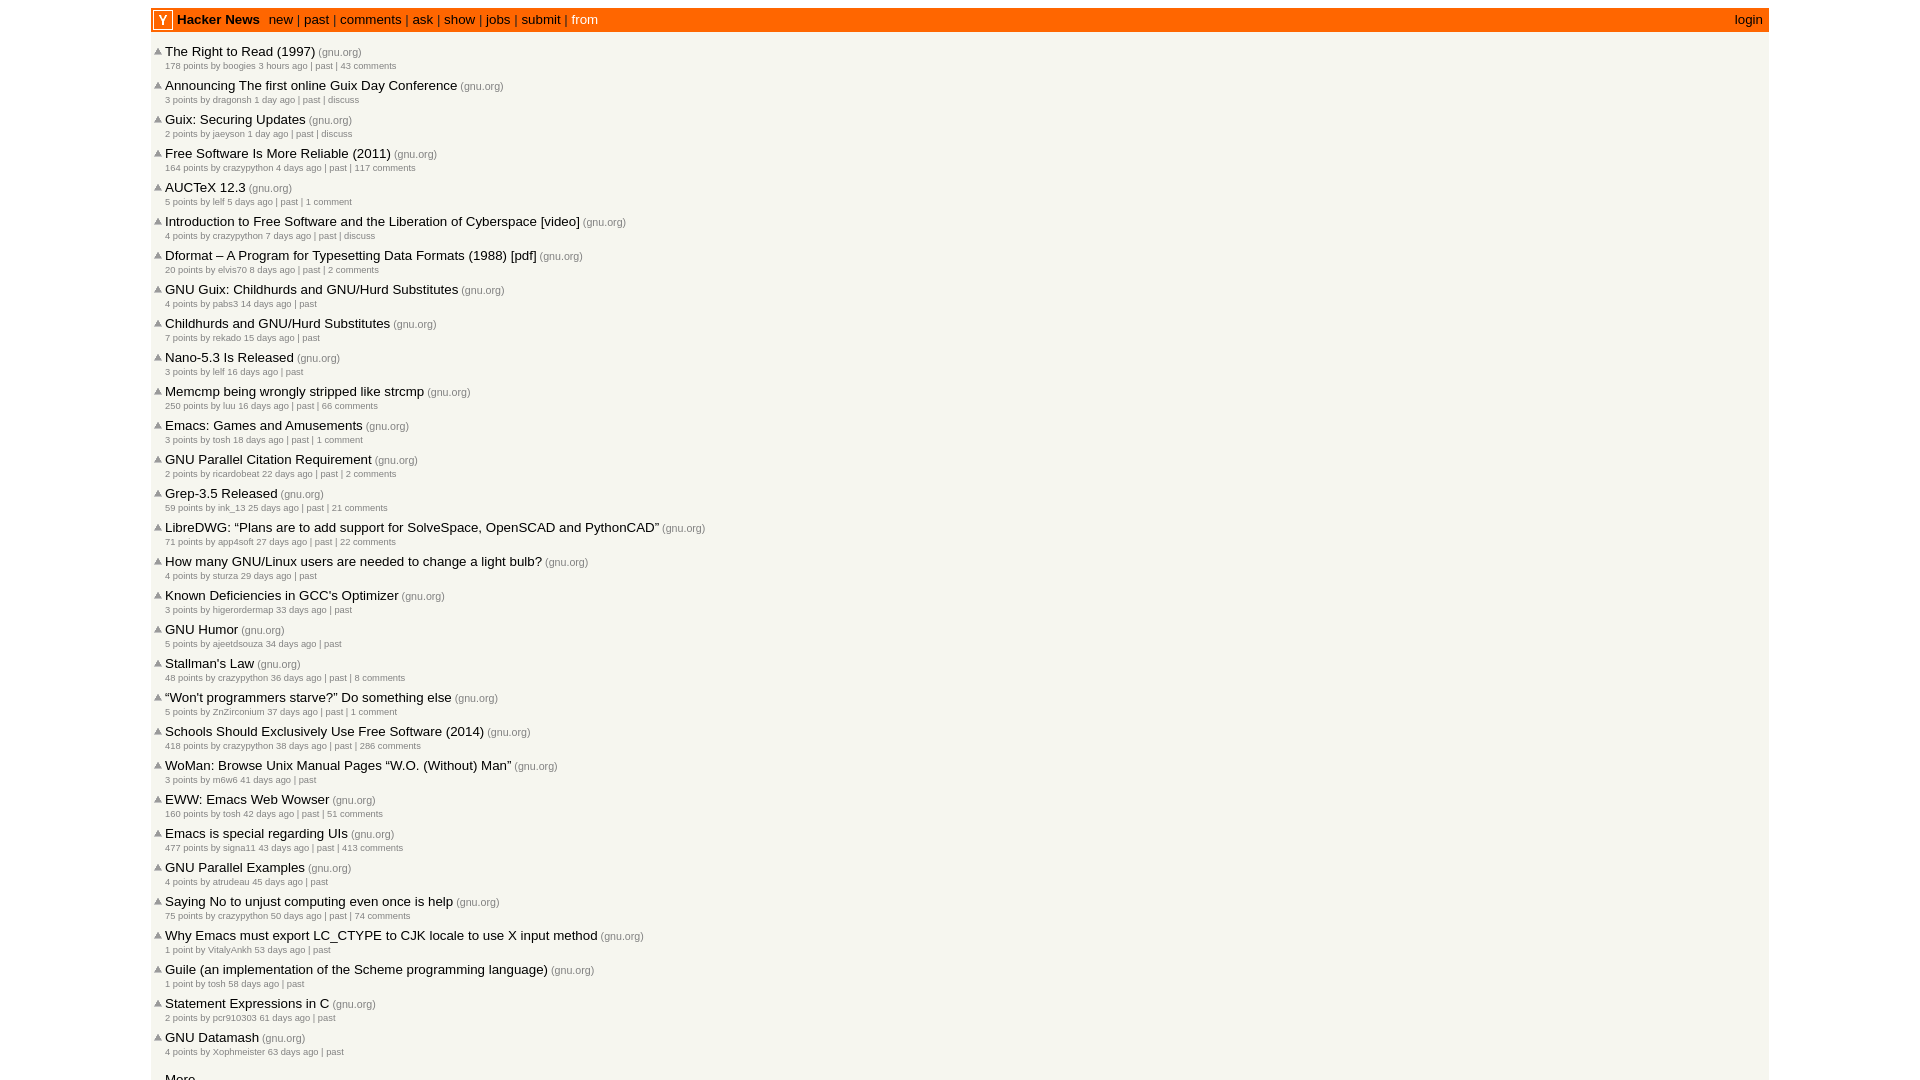 Y Hacker News new | past | comments | ask | show | jobs | submit | from login
The Right to Read (1997) (gnu.org)
178 points by boogies 3 hours ago | past | 43 comments
Announcing The first online Guix Day Conference (gnu.org)
3 points by dragonsh 1 day ago | past | discuss
Guix: Securing Updates (gnu.org)
2 points by jaeyson 1 day ago | past | discuss
Free Software Is More Reliable (2011) (gnu.org)
164 points by crazypython 4 days ago | past | 117 comments
AUCTeX 12.3 (gnu.org)
5 points by lelf 5 days ago | past | 1 comment
Introduction to Free Software and the Liberation of Cyberspace [video] (gnu.org)
4 points by crazypython 7 days ago | past | discuss
Dformat – A Program for Typesetting Data Formats (1988) [pdf] (gnu.org)
20 points by elvis70 8 days ago | past | 2 comments
GNU Guix: Childhurds and GNU/Hurd Substitutes (gnu.org)
4 points by pabs3 14 days ago | past
Childhurds and GNU/Hurd Substitutes (gnu.org)
7 points by rekado 15 days ago | past
Nano-5.3 Is Released (gnu.org)
3 points by lelf 16 days ago | past
Memcmp being wrongly stripped like strcmp (gnu.org)
250 points by luu 16 days ago | past | 66 comments
Emacs: Games and Amusements (gnu.org)
3 points by tosh 18 days ago | past | 1 comment
GNU Parallel Citation Requirement (gnu.org)
2 points by ricardobeat 22 days ago | past | 2 comments
Grep-3.5 Released (gnu.org)
59 points by ink_13 25 days ago | past | 21 comments
LibreDWG: “Plans are to add support for SolveSpace, OpenSCAD and PythonCAD” (gnu.org)
71 points by app4soft 27 days ago | past | 22 comments
How many GNU/Linux users are needed to change a light bulb? (gnu.org)
4 points by sturza 29 days ago | past
Known Deficiencies in GCC's Optimizer (gnu.org)
3 points by higerordermap 33 days ago | past
GNU Humor (gnu.org)
5 points by ajeetdsouza 34 days ago | past
Stallman's Law (gnu.org)
48 points by crazypython 36 days ago | past | 8 comments
“Won't programmers starve?” Do something else (gnu.org)
5 points by ZnZirconium 37 days ago | past | 1 comment
Schools Should Exclusively Use Free Software (2014) (gnu.org)
418 points by crazypython 38 days ago | past | 286 comments
WoMan: Browse Unix Manual Pages “W.O. (Without) Man” (gnu.org)
3 points by m6w6 41 days ago | past
EWW: Emacs Web Wowser (gnu.org)
160 points by tosh 42 days ago | past | 51 comments
Emacs is special regarding UIs (gnu.org)
477 points by signa11 43 days ago | past | 413 comments
GNU Parallel Examples (gnu.org)
4 points by atrudeau 45 days ago | past
Saying No to unjust computing even once is help (gnu.org)
75 points by crazypython 50 days ago | past | 74 comments
Why Emacs must export LC_CTYPE to CJK locale to use X input method (gnu.org)
1 point by VitalyAnkh 53 days ago | past
Guile (an implementation of the Scheme programming language) (gnu.org)
1 point by tosh 58 days ago | past
Statement Expressions in C (gnu.org)
2 points by pcr910303 61 days ago | past
GNU Datamash (gnu.org)
4 points by Xophmeister 63 days ago | past
More